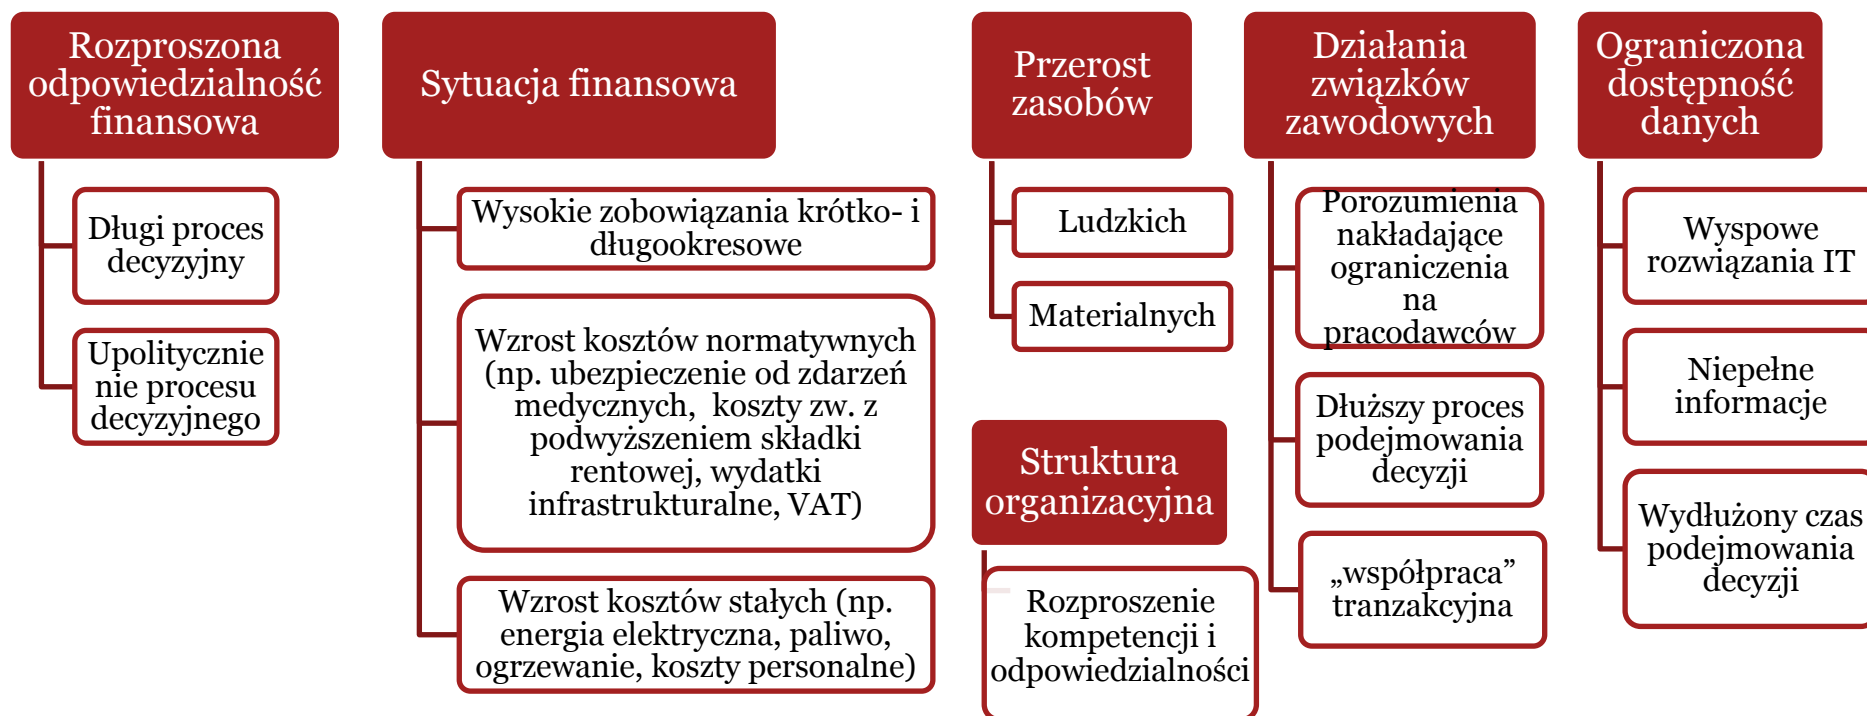 Rozproszona
odpowiedzialność
finansowa
Długi proces
decyzyjny
Upolitycznie
nie procesu
decyzyjnego
Sytuacja finansowa
Wysokie zobowiązania krótko- i
długookresowe
Wzrost kosztów normatywnych
(np. ubezpieczenie od zdarzeń
medycznych, koszty zw. z
podwyższeniem składki
rentowej, wydatki
infrastrukturalne, VAT)
Wzrost kosztów stałych (np.
energia elektryczna, paliwo,
ogrzewanie, koszty personalne)
Przerost
zasobów
Ludzkich
Materialnych
Struktura
organizacyjna
Rozproszenie
kompetencji i
odpowiedzialności
Działania
związków
zawodowych
Porozumienia
nakładające
ograniczenia
na
pracodawców
Dłuższy proces
podejmowania
decyzji
„współpraca”
tranzakcyjna
Ograniczona
dostępność
danych
Wyspowe
rozwiązania IT
Niepełne
informacje
Wydłużony czas
podejmowania
decyzji